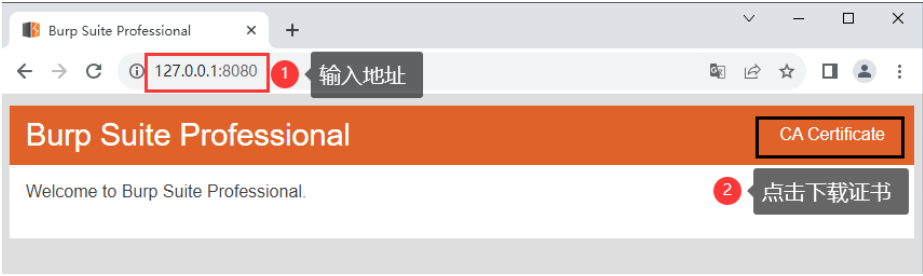 Burp Suite Professional
127.0.0.1:8080
1 输入地址
Burp Suite Professional
CA Certificate
Welcome to Burp Suite Professional.
2 点击下载证书